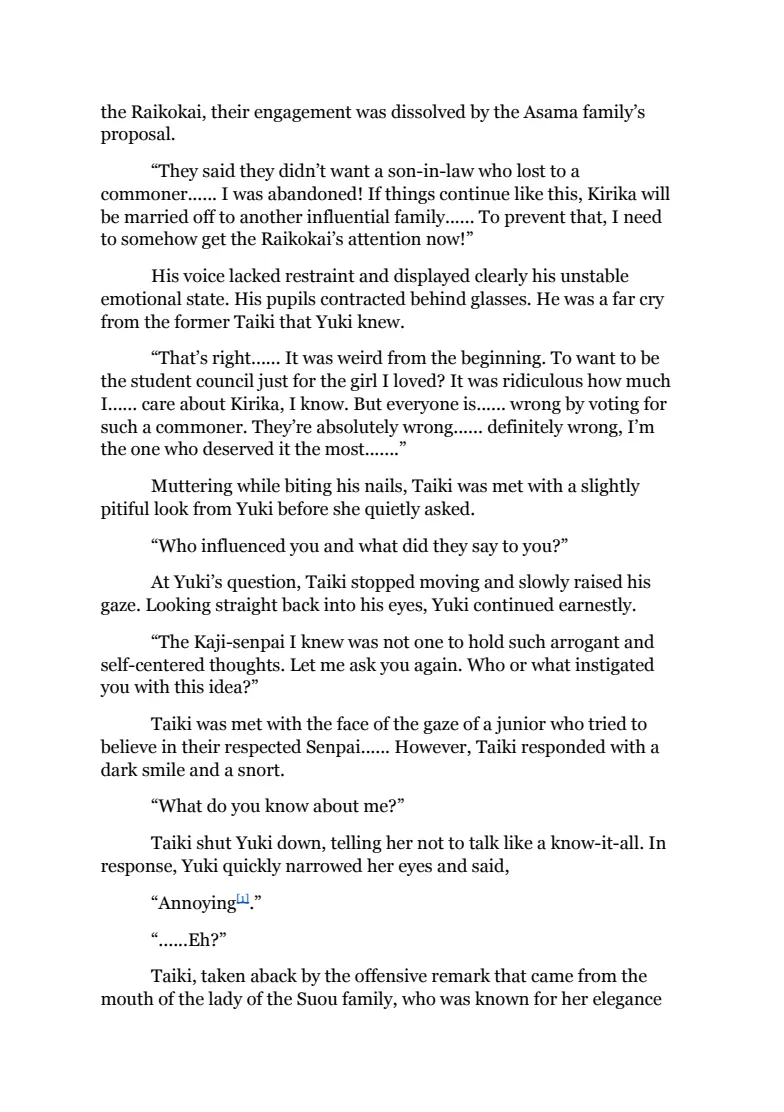 the Raikokai, their engagement was dissolved by the Asama family's
proposal.
“They said they didn't want a son-in-law who lost to a
commoner...... I was abandoned! If things continue like this, Kirika will
be married off to another influential family...... To prevent that, I need
to somehow get the Raikokai's attention now!”
His voice lacked restraint and displayed clearly his unstable
emotional state. His pupils contracted behind glasses. He was a far cry
from the former Taiki that Yuki knew.
“That's right...... It was weird from the beginning. To want to be
the student council just for the girl I loved? It was ridiculous how much
I...... care about Kirika, I know. But everyone is...... wrong by voting for
such a commoner. They're absolutely wrong...... definitely wrong, I'm
the one who deserved it the most.......”
Muttering while biting his nails, Taiki was met with a slightly
pitiful look from Yuki before she quietly asked.
“Who influenced you and what did they say to you?”
At Yuki's question, Taiki stopped moving and slowly raised his
gaze. Looking straight back into his eyes, Yuki continued earnestly.
“The Kaji-senpai I knew was not one to hold such arrogant and
self-centered thoughts. Let me ask you again. Who or what instigated
you with this idea?”
Taiki was met with the face of the gaze of a junior who tried to
believe in their respected Senpai...... However, Taiki responded with a
dark smile and a snort.
“What do you know about me?”
Taiki shut Yuki down, telling her not to talk like a know-it-all. In
response, Yuki quickly narrowed her eyes and said,
“Annoying[1].”
“......Eh?”
Taiki, taken aback by the offensive remark that came from the
mouth of the lady of the Suou family, who was known for her elegance